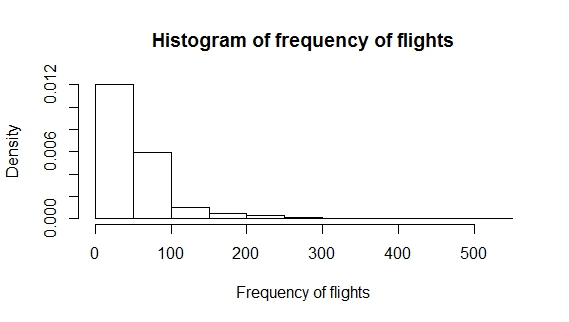 Histogram of frequency of flights
Density
0.012
0.006
0.000
0 100 200 300 400 500
Frequency of flights